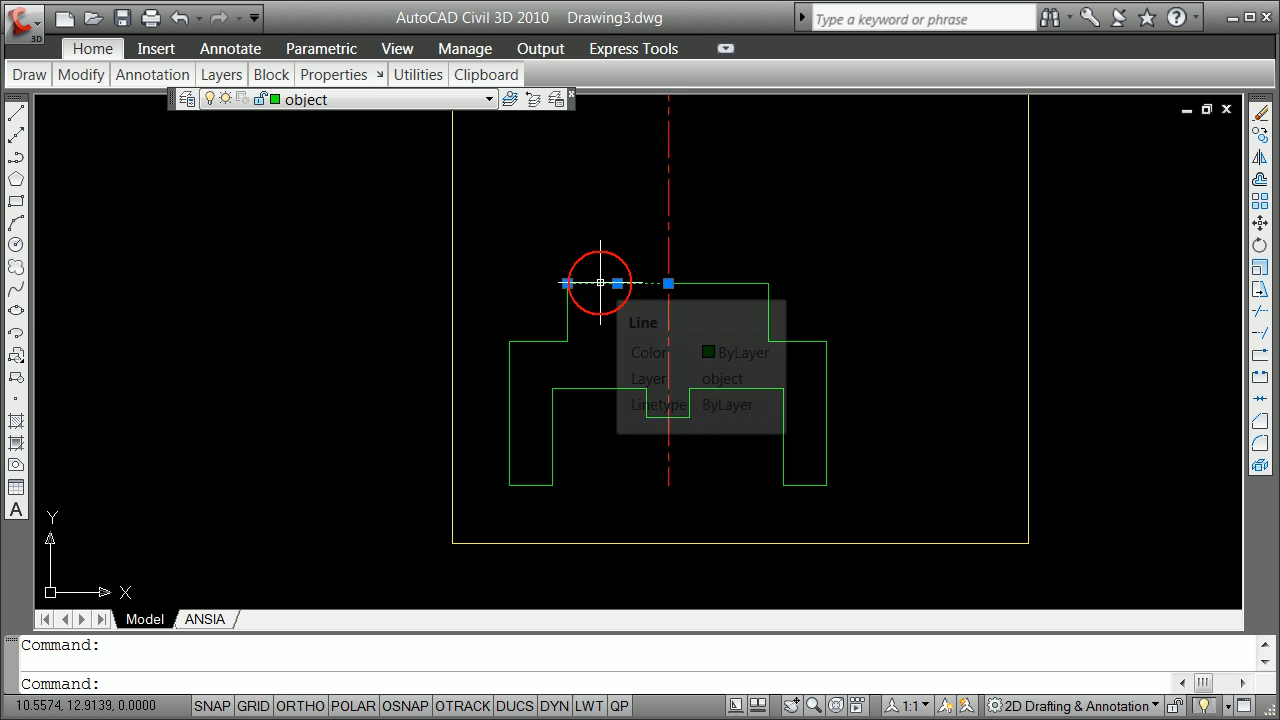 AutoCAD Civil 3D 2010 Drawing3.dwg
Type a keyword or phrase
3D
Home Insert Annotate Parametric View Manage Output Express Tools
Draw Modify Annotation Layers Block Properties Utilities Clipboard
object
Line
Color ByLayer
Layer object
Linetype ByLayer
A
Y
X
Model ANSIA
Command:
Command:
10.5574, 12.9139, 0.0000 SNAP GRID ORTHO POLAR OSNAP OTRACK DUCS DYN LWT QP 1:1 2D Drafting & Annotation